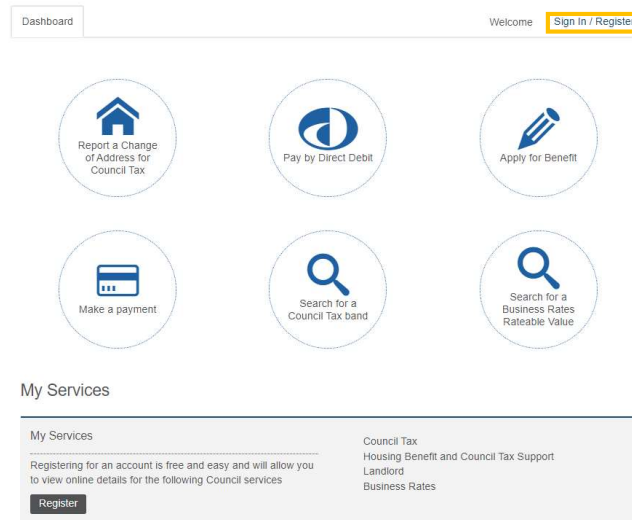 Dashboard
Welcome Sign In / Register
Report a Change
of Address for
Council Tax
Pay by Direct Debit
Apply for Benefit
Make a payment
Search for a
Council Tax band
Search for a
Business Rates
Rateable Value
My Services
My Services
Registering for an account is free and easy and will allow you
to view online details for the following Council services
Register
Council Tax
Housing Benefit and Council Tax Support
Landlord
Business Rates